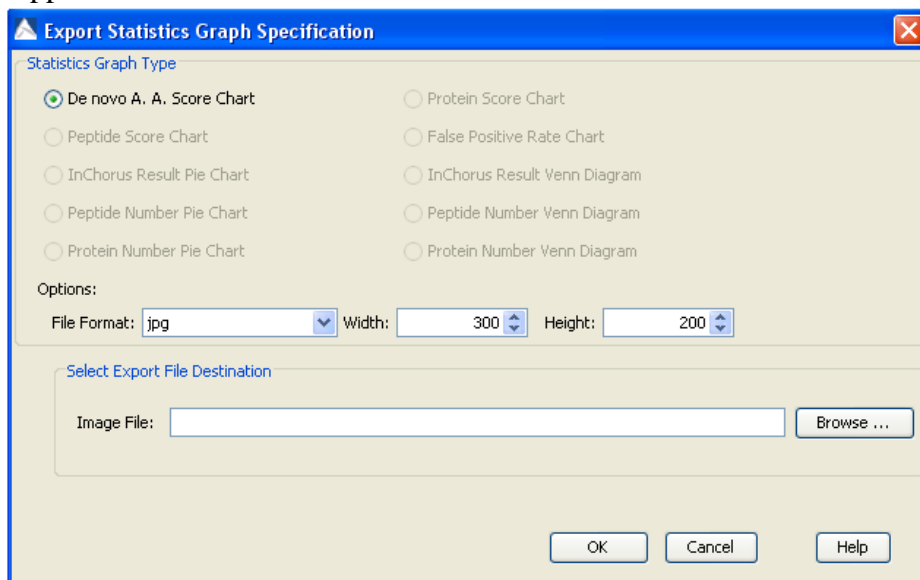 Export Statistics Graph Specification
Statistics Graph Type
De novo A. A. Score Chart Protein Score Chart
Peptide Score Chart False Positive Rate Chart
InChorus Result Pie Chart InChorus Result Venn Diagram
Peptide Number Pie Chart Peptide Number Venn Diagram
Protein Number Pie Chart Protein Number Venn Diagram
Options:
File Format: jpg Width: 300 Height: 200
Select Export File Destination
Image File: Browse ...
OK Cancel Help